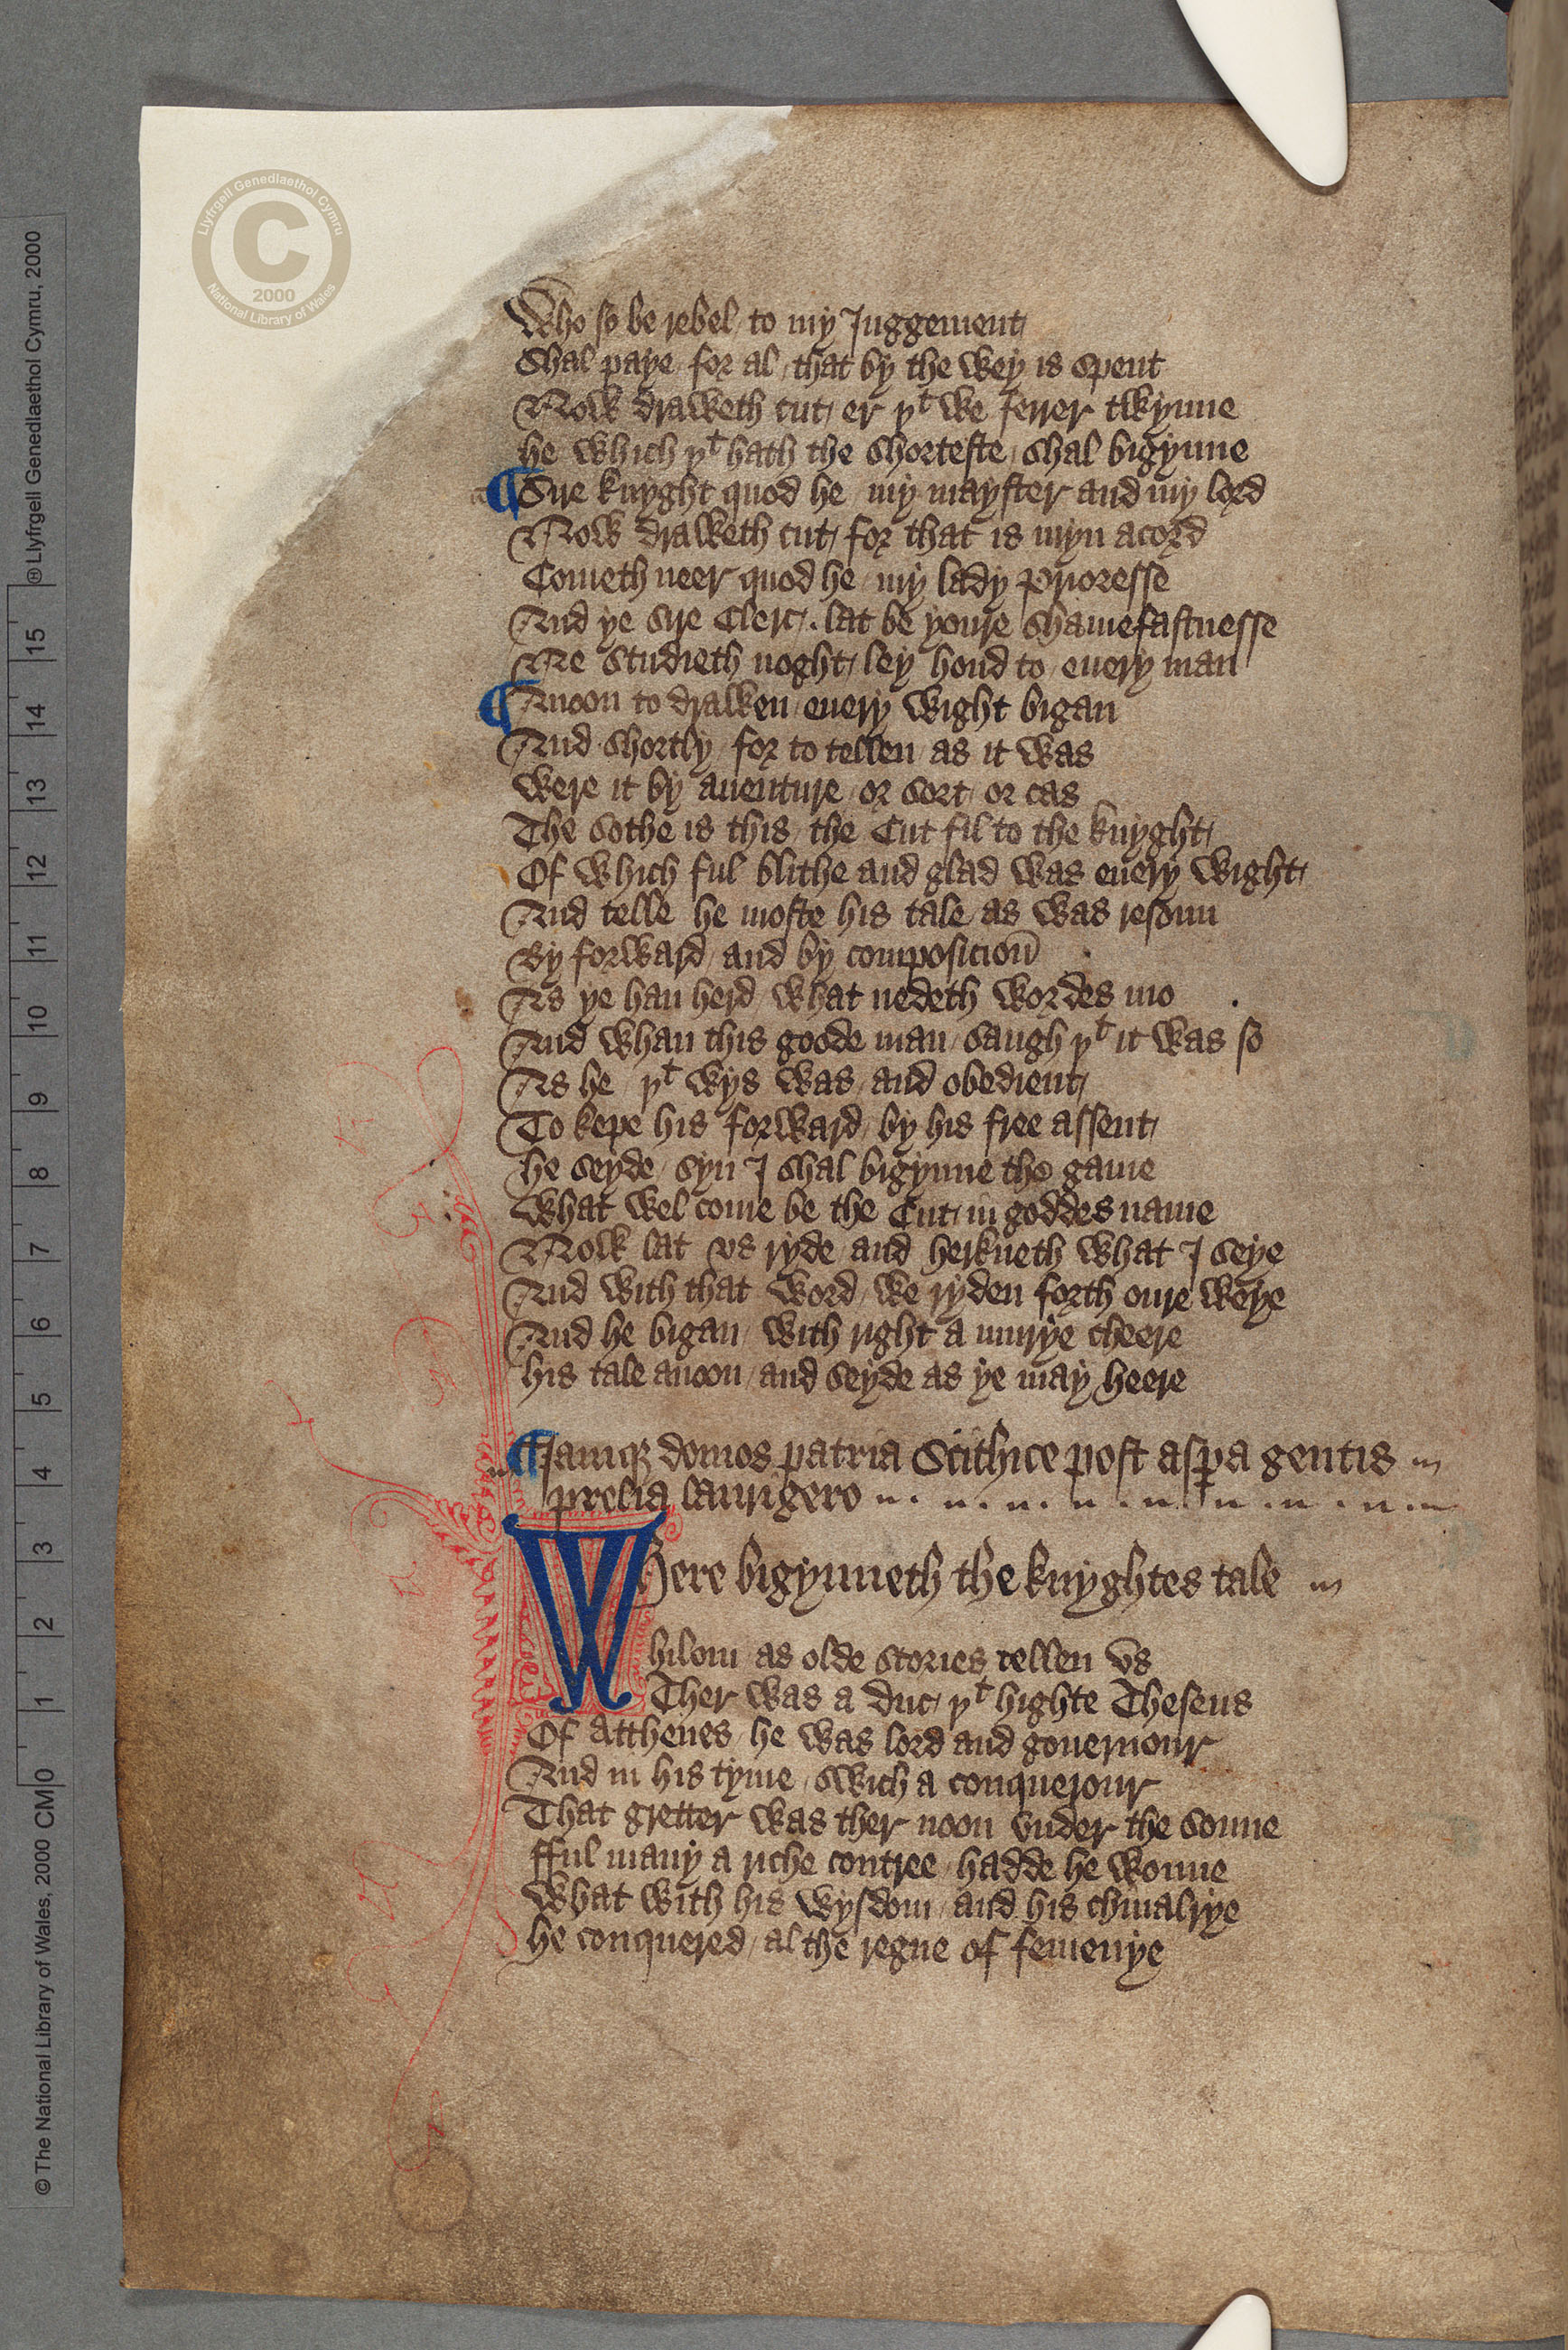 Llyfrgell Genedlaethol Cymru
C
2000
National Library of Wales
® Llyfrgell Genedlaethol Cymru, 2000
15
14
13
12
11
10
9
8
7
6
5
4
3
2
1
0
© The National Library of Wales, 2000 CM
Who so be rebel / to my Juggement
Shal paye for al / that by the wey is spent
Now draweth cut / er þᵗ we ferrer twynne
he which þᵗ hath the shorteste / shal bigynne
¶ Sire knyght quod he / my mayster and my lord
Now draweth cut / for that is myn acord
Cometh neer quod he / my lady Prioresse
And ye sire Clerc / . lat be youre shamefastnesse
Ne studieth noght / ley hond to / euery man
¶ Anoon to drawen / euery wight bigan
And shortly / for to tellen / as it was
were it by auenture / or sort / or cas
The sothe is this / the Cut fil to the knyght
Of which ful blithe and glad was euery wight
And telle he moste his tale / as was resoun
By forward / and by composicioun
As ye han herd / what nedeth wordes mo
And whan this goode man / saugh þᵗ it was so
As he þᵗ wys was / and obedient
To kepe his forward / by his free assent
he seyde / syn I shal bigynne the game
what wel come be the Cut / in goddes name
Now lat vs ryde / and herkneth what I seye
And with that word / we ryden forth oure weye
And he bigan / with right a murye cheere
his tale anoon / and seyde as ye may heere
¶ Jamqꝫ domos patria Scithice post aspꝑa gentis
prelia laurigero
Here bigynneth the knyghtes tale
Whilom as olde stories tellen vs
Ther was a duc / þᵗ highte Theseus
Of Atthenes / he was lord and gouernour
And in his tyme / swich a conquerour
That gretter was ther noon vnder the sonne
fful many a riche contree / hadde he wonne
what with his wysdom / and his chiualrye
he conquered / al the regne of femenye